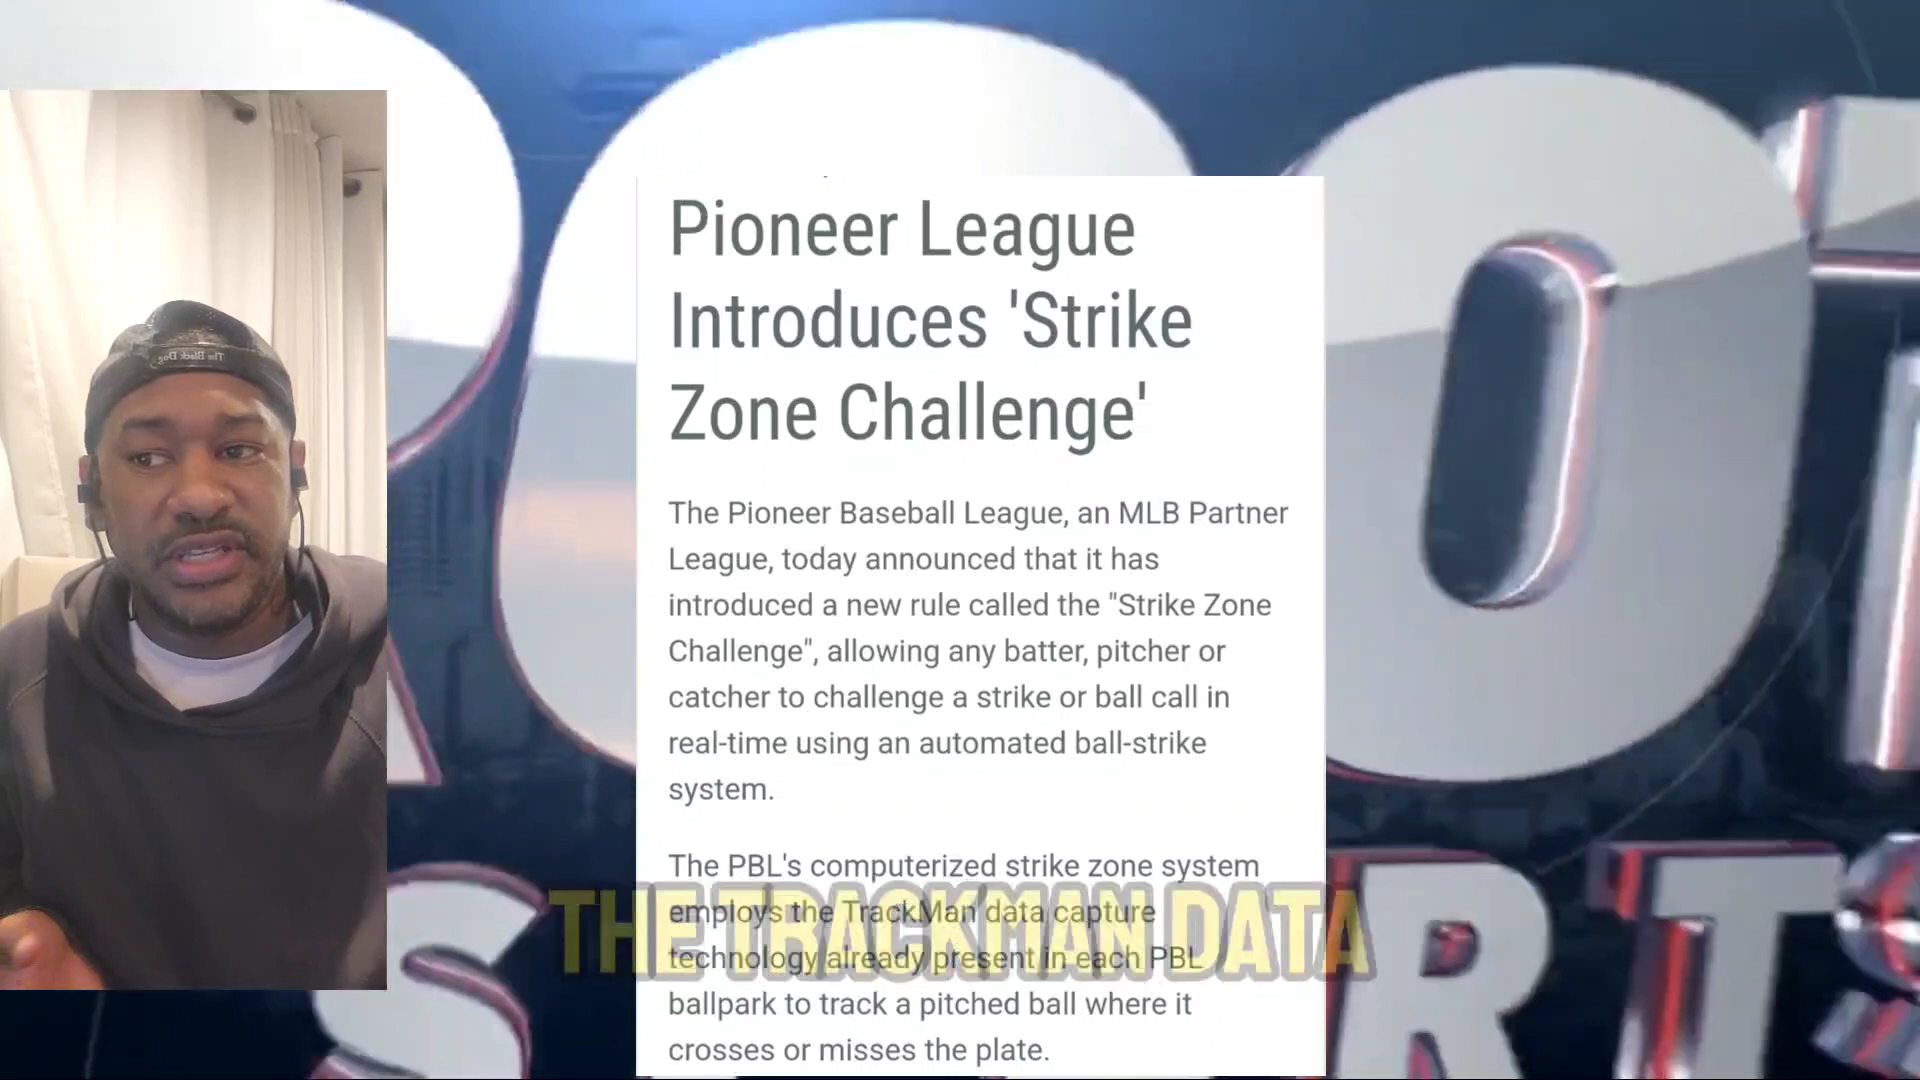 The Black Dog
Pioneer League
Introduces 'Strike
Zone Challenge'
The Pioneer Baseball League, an MLB Partner
League, today announced that it has
introduced a new rule called the "Strike Zone
Challenge", allowing any batter, pitcher or
catcher to challenge a strike or ball call in
real-time using an automated ball-strike
system.
The PBL's computerized strike zone system
employs the TrackMan data capture
technology already present in each PBL
ballpark to track a pitched ball where it
crosses or misses the plate.
THE TRACKMAN DATA